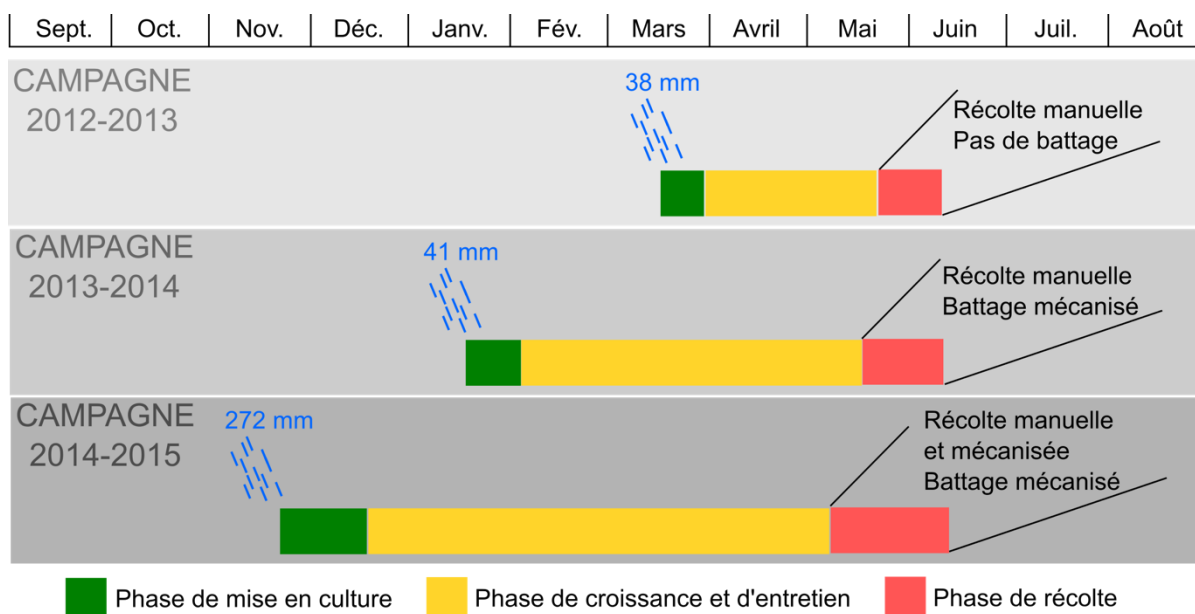 Sept. Oct. Nov. Déc. Janv. Fév. Mars Avril Mai Juin Juil. Août
CAMPAGNE
2012-2013
38 mm
Récolte manuelle
Pas de battage
CAMPAGNE
2013-2014
41 mm
Récolte manuelle
Battage mécanisé
CAMPAGNE
2014-2015
272 mm
Récolte manuelle
et mécanisée
Battage mécanisé
Phase de mise en culture
Phase de croissance et d'entretien
Phase de récolte